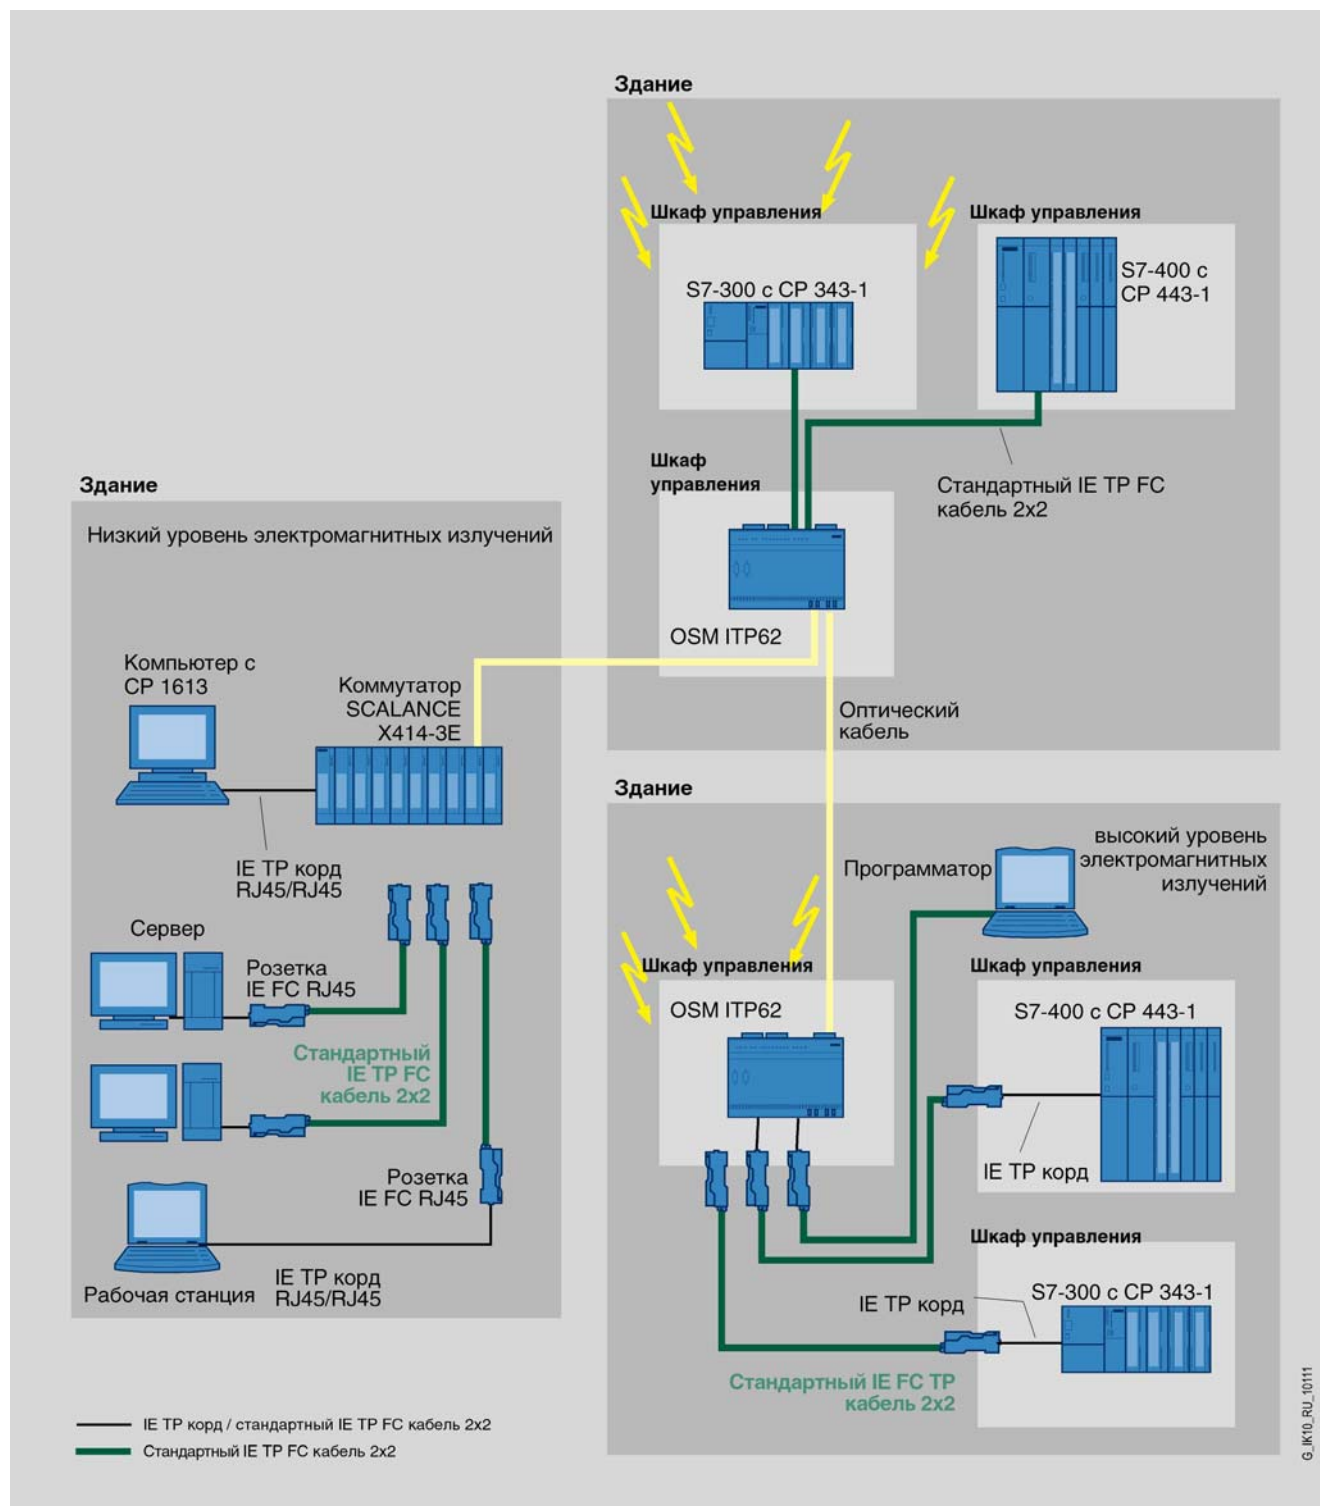 Здание
Шкаф управления
Шкаф управления
S7-300 с CP 343-1
S7-400 с
CP 443-1
Шкаф
управления
Стандартный IE TP FC
кабель 2x2
OSM ITP62
Оптический
кабель
Здание
Низкий уровень электромагнитных излучений
Компьютер с
CP 1613
Коммутатор
SCALANCE
X414-3E
IE TP корд
RJ45/RJ45
Сервер
Розетка
IE FC RJ45
Стандартный
IE TP FC
кабель 2x2
Розетка
IE FC RJ45
Рабочая станция
IE TP корд
RJ45/RJ45
Здание
высокий уровень
электромагнитных
излучений
Программатор
Шкаф управления
Шкаф управления
OSM ITP62
S7-400 с CP 443-1
IE TP корд
Шкаф управления
S7-300 с CP 343-1
IE TP корд
Стандартный IE FC TP
кабель 2x2
IE TP корд / стандартный IE TP FC кабель 2x2
Стандартный IE TP FC кабель 2x2
G_IK10_RU_10111